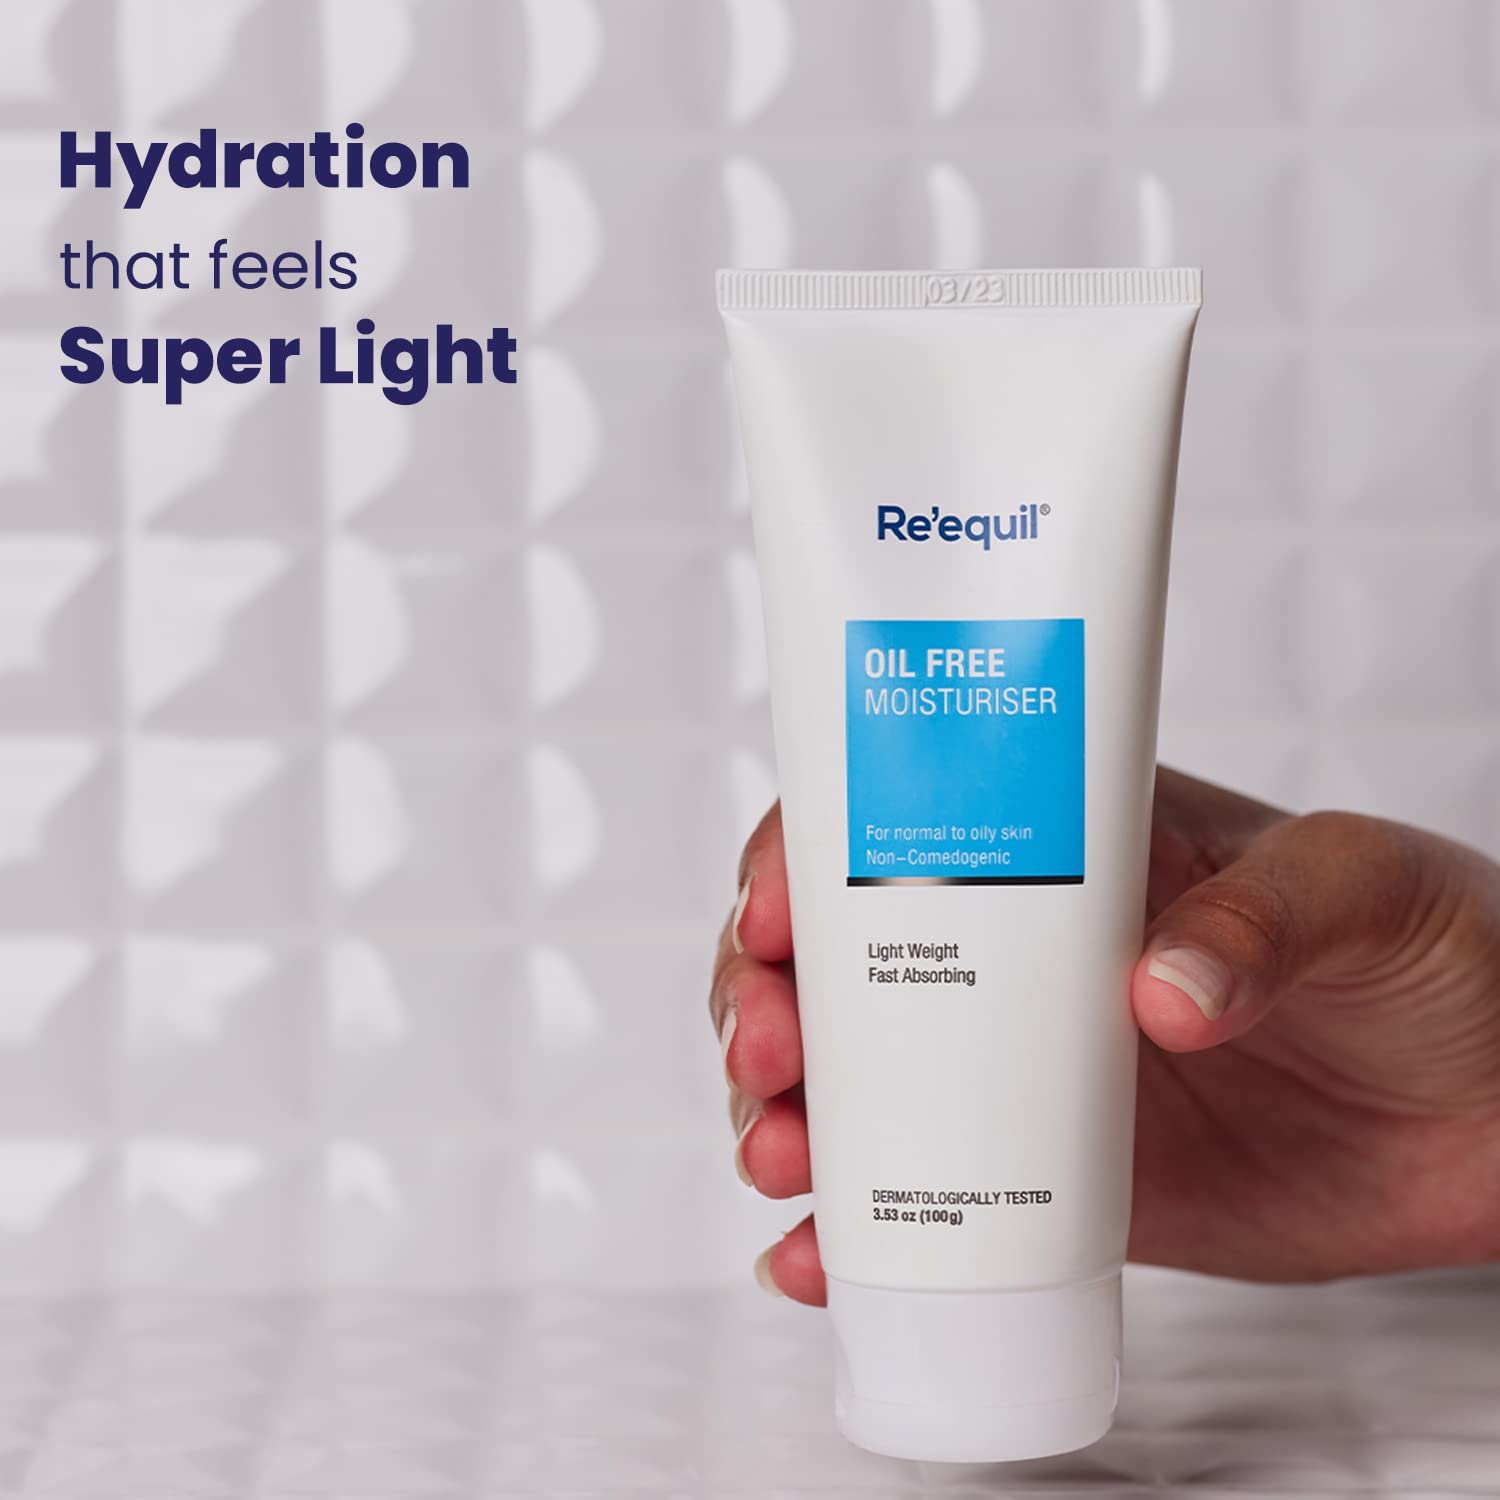 Hydration
that feels
Super Light
03/23
Re'equil®
OIL FREE
MOISTURISER
For normal to oily skin
Non-Comedogenic
Light Weight
Fast Absorbing
DERMATOLOGICALLY TESTED
3.53 oz (100g)